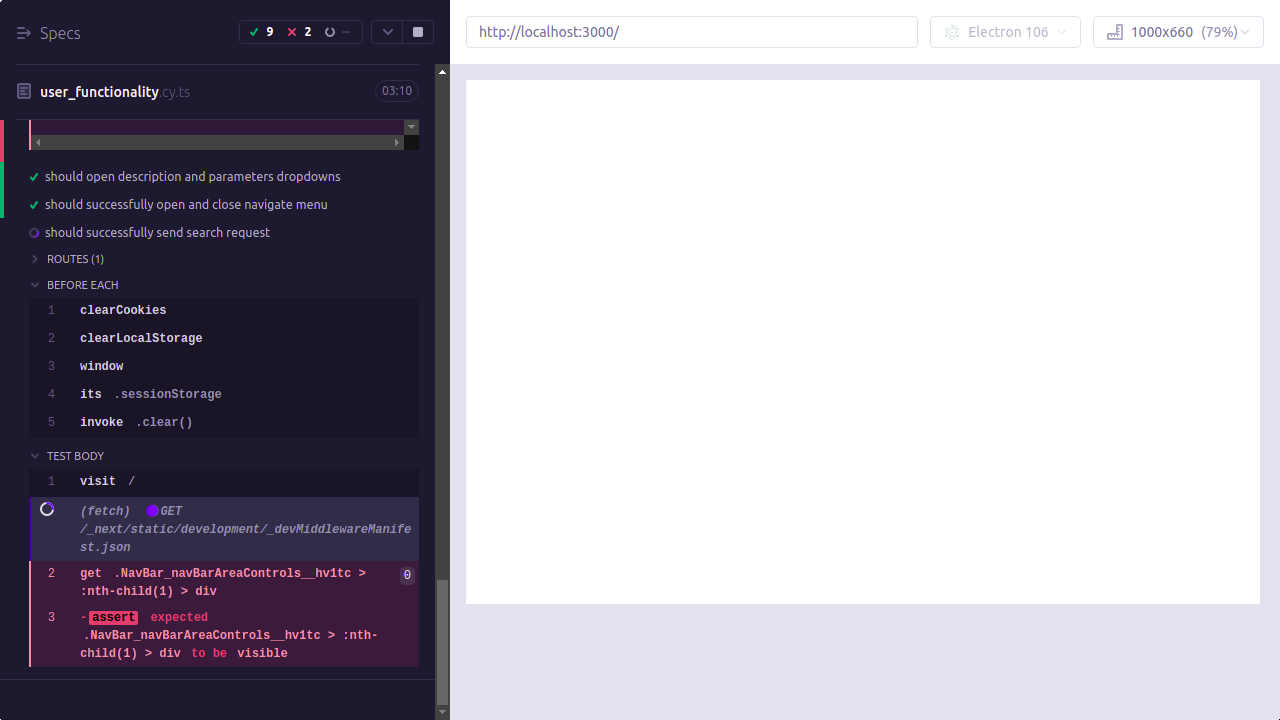 Specs
9 2 --
http://localhost:3000/
Electron 106
1000x660 (79%)
user_functionality.cy.ts
03:10
should open description and parameters dropdowns
should successfully open and close navigate menu
should successfully send search request
ROUTES (1)
BEFORE EACH
1 clearCookies
2 clearLocalStorage
3 window
4 its .sessionStorage
5 invoke .clear()
TEST BODY
1 visit /
(fetch) GET
/_next/static/development/_devMiddlewareManife
st.json
2 get .NavBar_navBarAreaControls__hv1tc > 0
:nth-child(1) > div
3 -assert expected
.NavBar_navBarAreaControls__hv1tc > :nth-
child(1) > div to be visible